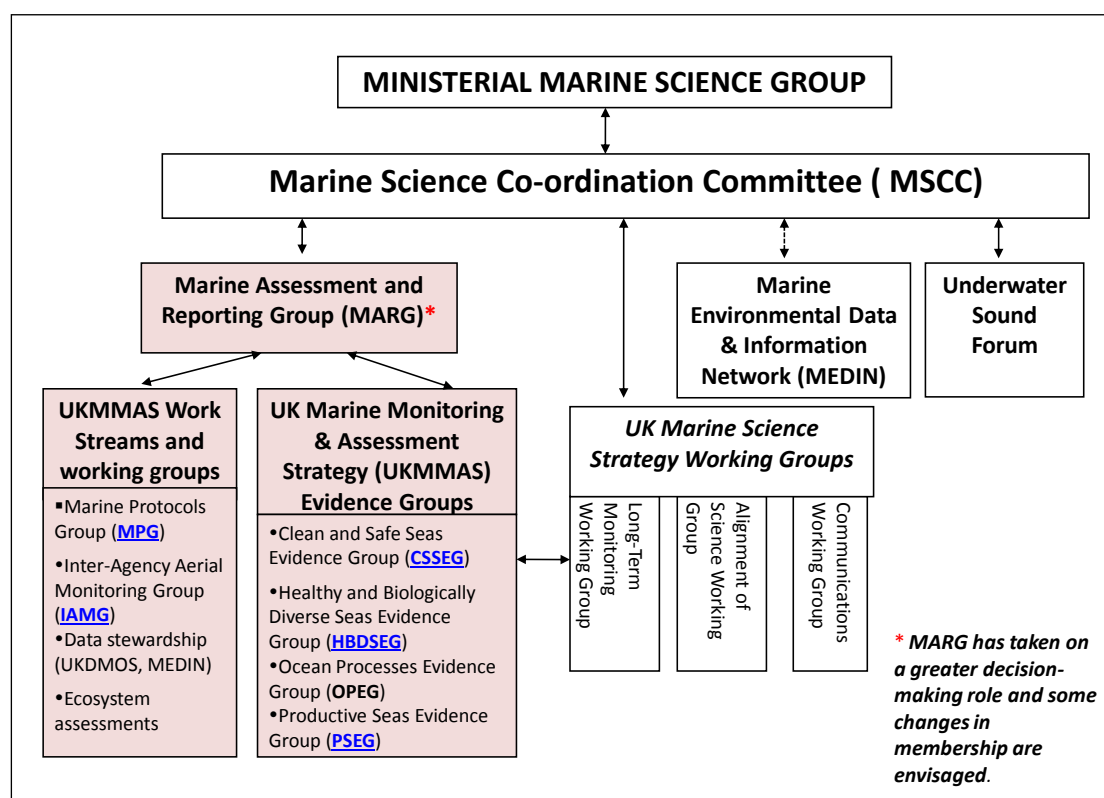 MINISTERIAL MARINE SCIENCE GROUP
Marine Science Co-ordination Committee ( MSCC)
Marine Assessment and
Reporting Group (MARG)*
Marine
Environmental Data
& Information
Network (MEDIN)
Underwater
Sound
Forum
UKMMAS Work
Streams and
working groups
▪Marine Protocols
Group (MPG)
•Inter-Agency Aerial
Monitoring Group
(IAMG)
•Data stewardship
(UKDMOS, MEDIN)
•Ecosystem
assessments
UK Marine Monitoring
& Assessment
Strategy (UKMMAS)
Evidence Groups
•Clean and Safe Seas
Evidence Group (CSSEG)
•Healthy and Biologically
Diverse Seas Evidence
Group (HBDSEG)
•Ocean Processes Evidence
Group (OPEG)
•Productive Seas Evidence
Group (PSEG)
UK Marine Science
Strategy Working Groups
Long-Term
Monitoring
Working Group
Alignment of
Science Working
Group
Communications
Working Group
* MARG has taken on
a greater decision-
making role and some
changes in
membership are
envisaged.